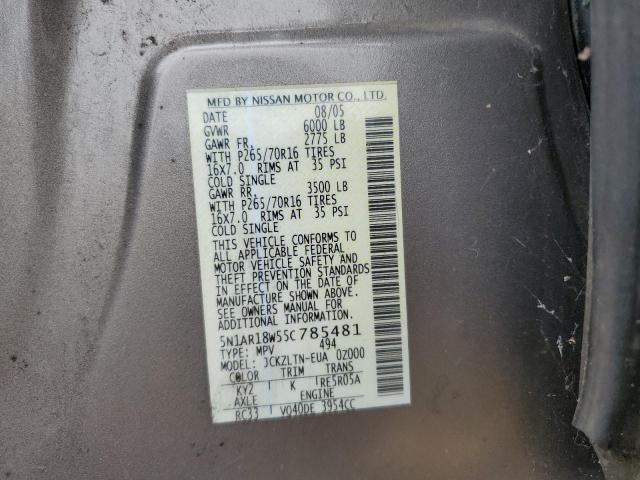 MFD BY NISSAN MOTOR CO., LTD.
DATE 08/05
GVWR 6000 LB
GAWR FR. 2775 LB
WITH P265/70R16 TIRES
16X7.0 RIMS AT 35 PSI
COLD SINGLE
GAWR RR. 3500 LB
WITH P265/70R16 TIRES
16X7.0 RIMS AT 35 PSI
COLD SINGLE
THIS VEHICLE CONFORMS TO
ALL APPLICABLE FEDERAL
MOTOR VEHICLE SAFETY AND
THEFT PREVENTION STANDARDS
IN EFFECT ON THE DATE OF
MANUFACTURE SHOWN ABOVE.
SEE OWNERS MANUAL
5N1AR18W55C785481
TYPE: MPV 494
MODEL: JCKZLTN-EUA 0Z000
COLOR TRIM TRANS
KY2 K RE5R05A
AXLE ENGINE
RC33 VQ40DE 3954CC